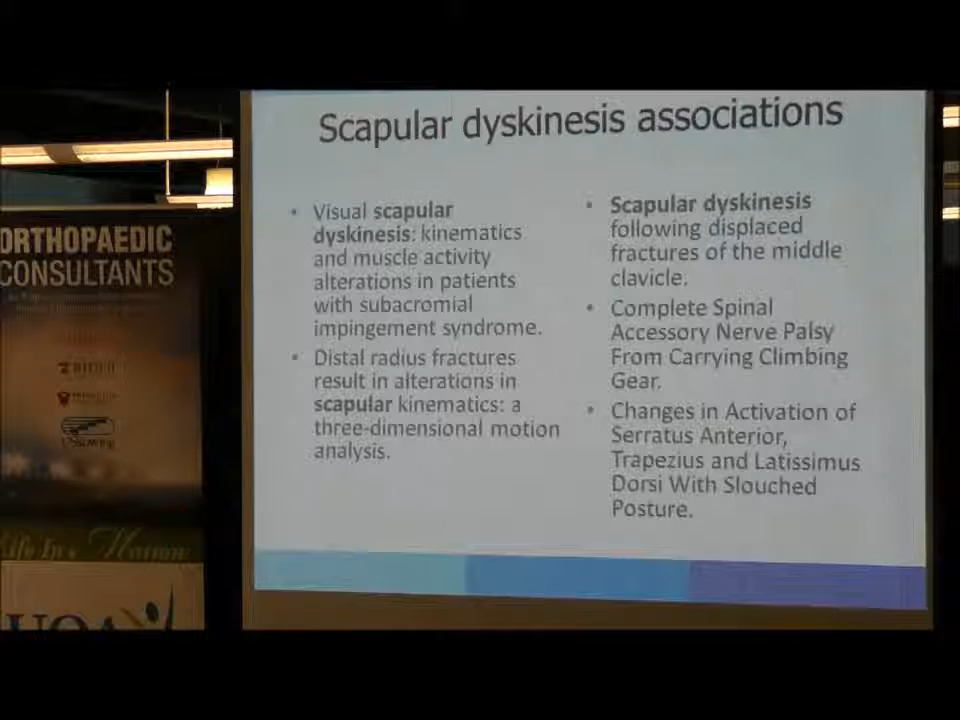 Scapular dyskinesis associations
• Visual scapular
dyskinesis: kinematics
and muscle activity
alterations in patients
with subacromial
impingement syndrome.
• Distal radius fractures
result in alterations in
scapular kinematics: a
three-dimensional motion
analysis.
• Scapular dyskinesis
following displaced
fractures of the middle
clavicle.
• Complete Spinal
Accessory Nerve Palsy
From Carrying Climbing
Gear.
• Changes in Activation of
Serratus Anterior,
Trapezius and Latissimus
Dorsi With Slouched
Posture.
ORTHOPAEDIC
CONSULTANTS
Life In
UOA